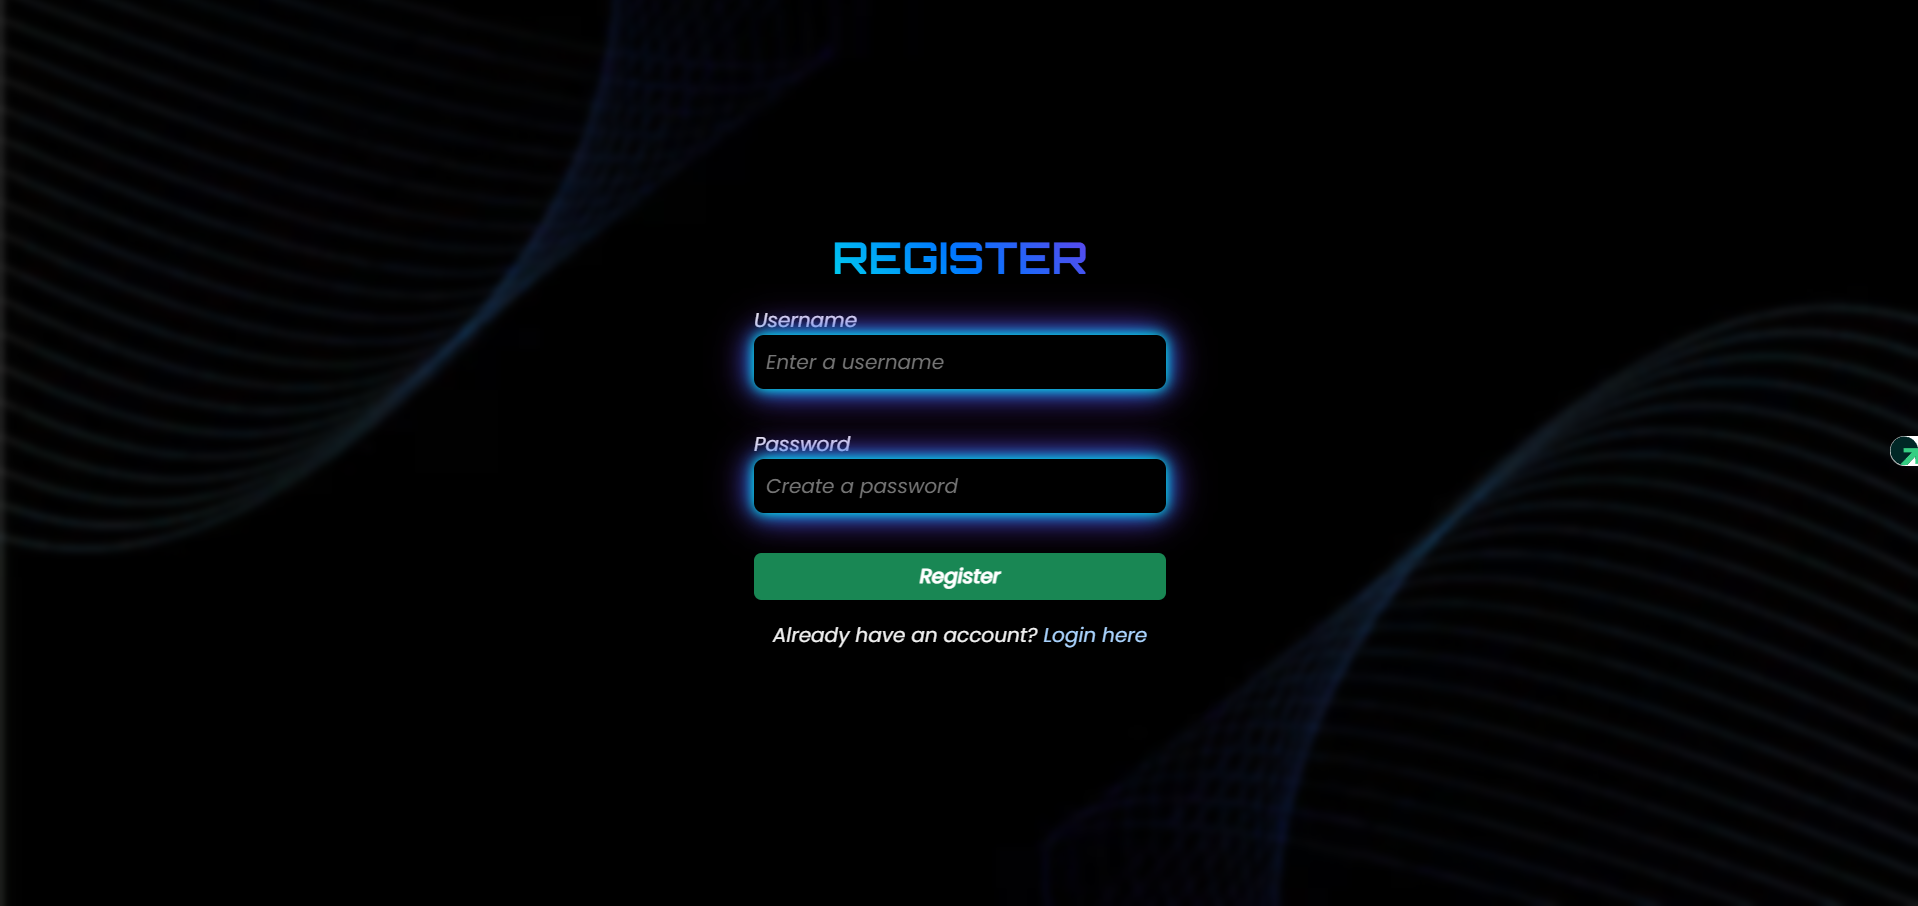 REGISTER
Username
Enter a username
Password
Create a password
Register
Already have an account? Login here